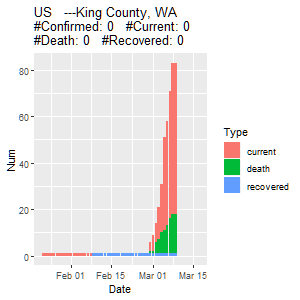 US ---King County, WA
#Confirmed: 0 #Current: 0
#Death: 0 #Recovered: 0
Num
80
60
40
20
0
Feb 01 Feb 15 Mar 01 Mar 15
Date
Type
current
death
recovered